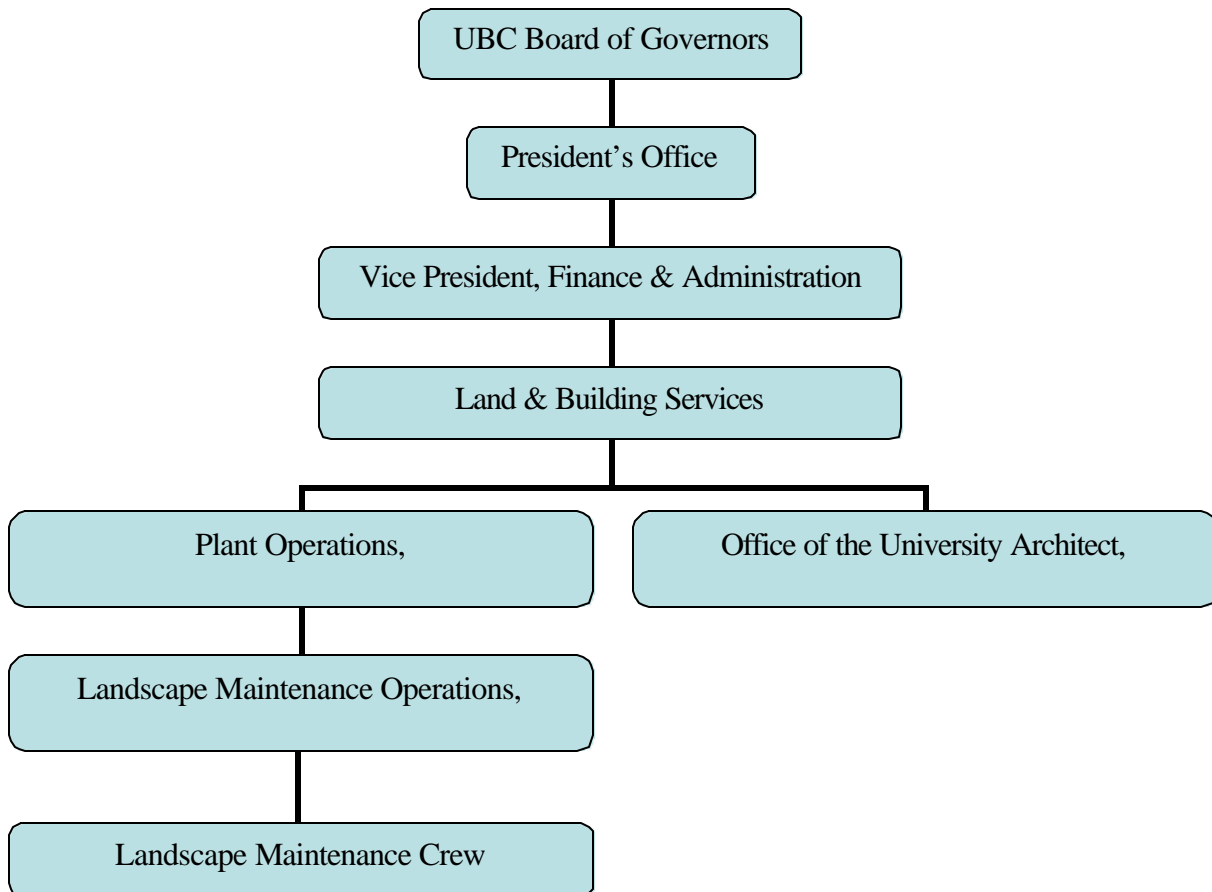 UBC Board of Governors
President’s Office
Vice President, Finance & Administration
Land & Building Services
Plant Operations,
Office of the University Architect,
Landscape Maintenance Operations,
Landscape Maintenance Crew